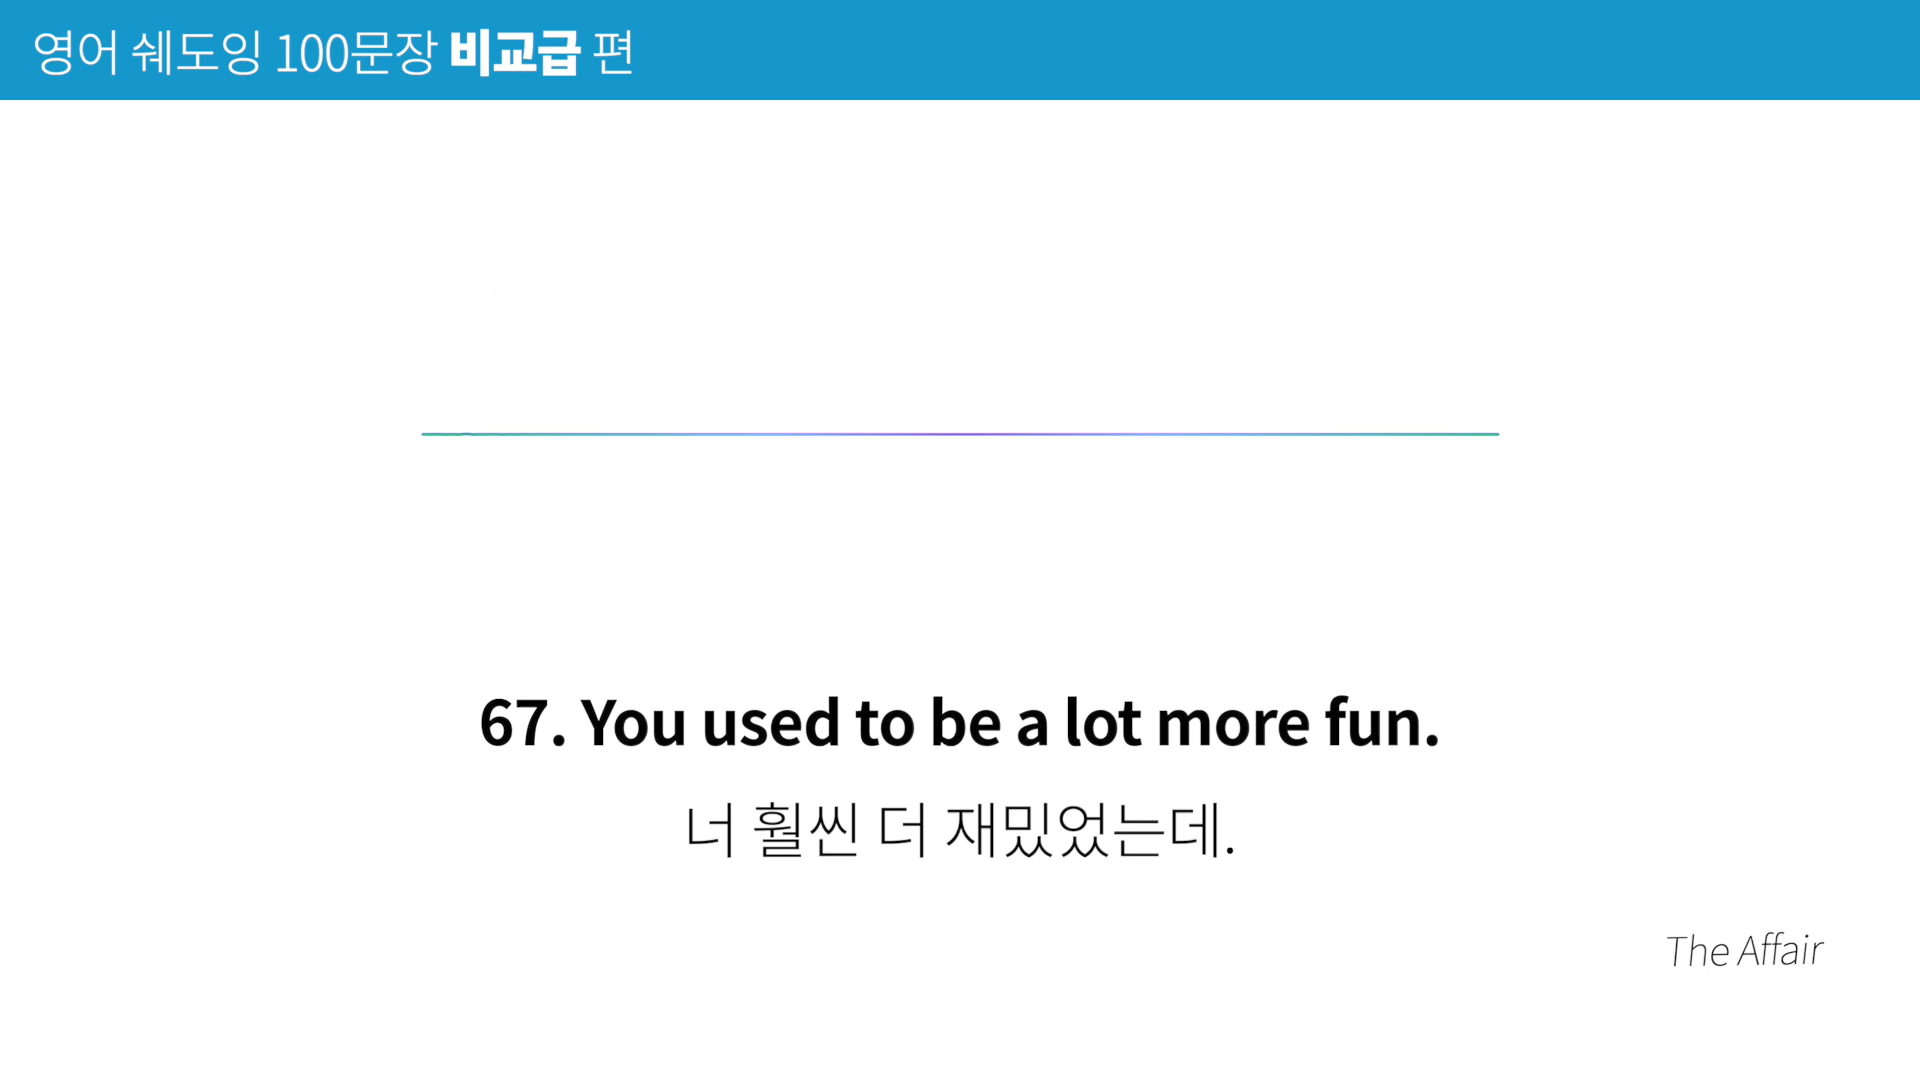 영어 쉐도잉 100문장 비교급 편
67. You used to be a lot more fun.
너 훨씬 더 재밌었는데.
The Affair